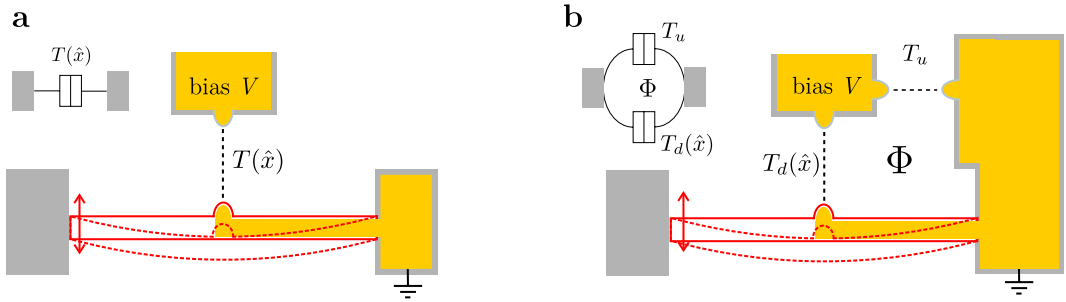 a
T(x̂)
bias V
T(x̂)
b
T_u
Φ
T_d(x̂)
bias V
T_u
T_d(x̂)
Φ